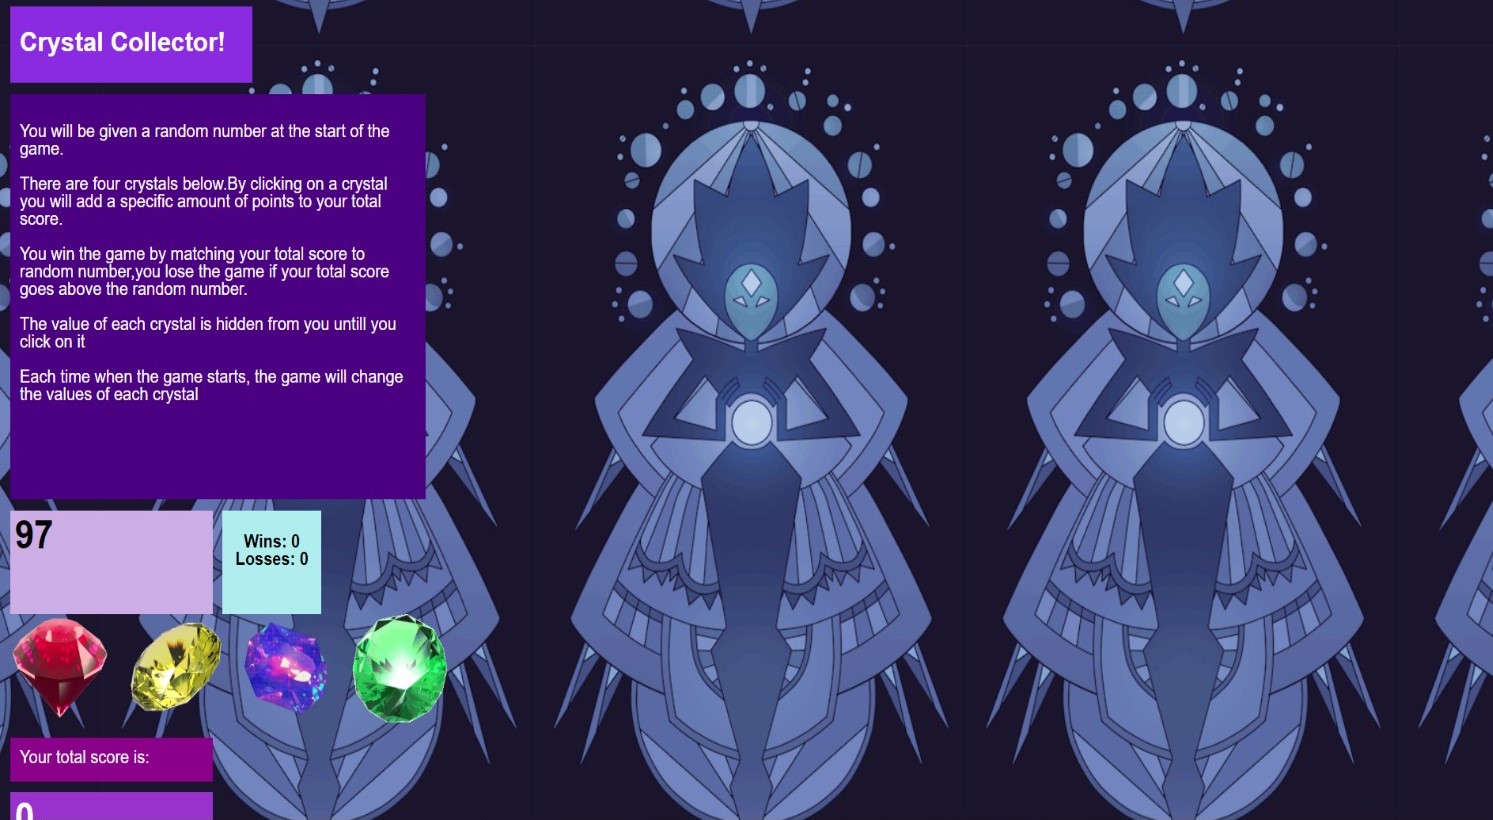 Crystal Collector!
You will be given a random number at the start of the
game.
There are four crystals below.By clicking on a crystal
you will add a specific amount of points to your total
score.
You win the game by matching your total score to
random number,you lose the game if your total score
goes above the random number.
The value of each crystal is hidden from you untill you
click on it
Each time when the game starts, the game will change
the values of each crystal
97
Wins: 0
Losses: 0
Your total score is:
0